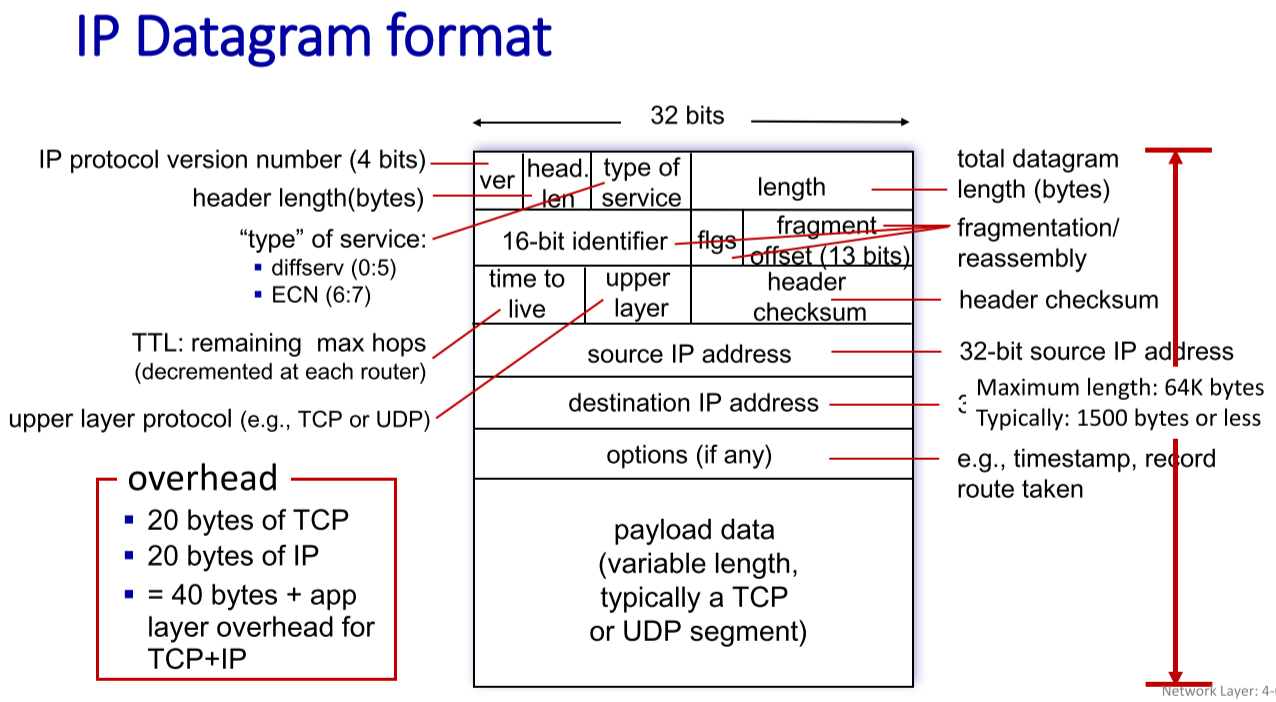 IP Datagram format
32 bits
IP protocol version number (4 bits)
header length(bytes)
“type” of service:
▪ diffserv (0:5)
▪ ECN (6:7)
TTL: remaining max hops
(decremented at each router)
upper layer protocol (e.g., TCP or UDP)
overhead
▪ 20 bytes of TCP
▪ 20 bytes of IP
▪ = 40 bytes + app
layer overhead for
TCP+IP
ver
head.
len
type of
service
length
16-bit identifier
flgs
fragment
offset (13 bits)
time to
live
upper
layer
header
checksum
source IP address
destination IP address
options (if any)
payload data
(variable length,
typically a TCP
or UDP segment)
total datagram
length (bytes)
fragmentation/
reassembly
header checksum
32-bit source IP address
Maximum length: 64K bytes
Typically: 1500 bytes or less
e.g., timestamp, record
route taken
Network Layer: 4-